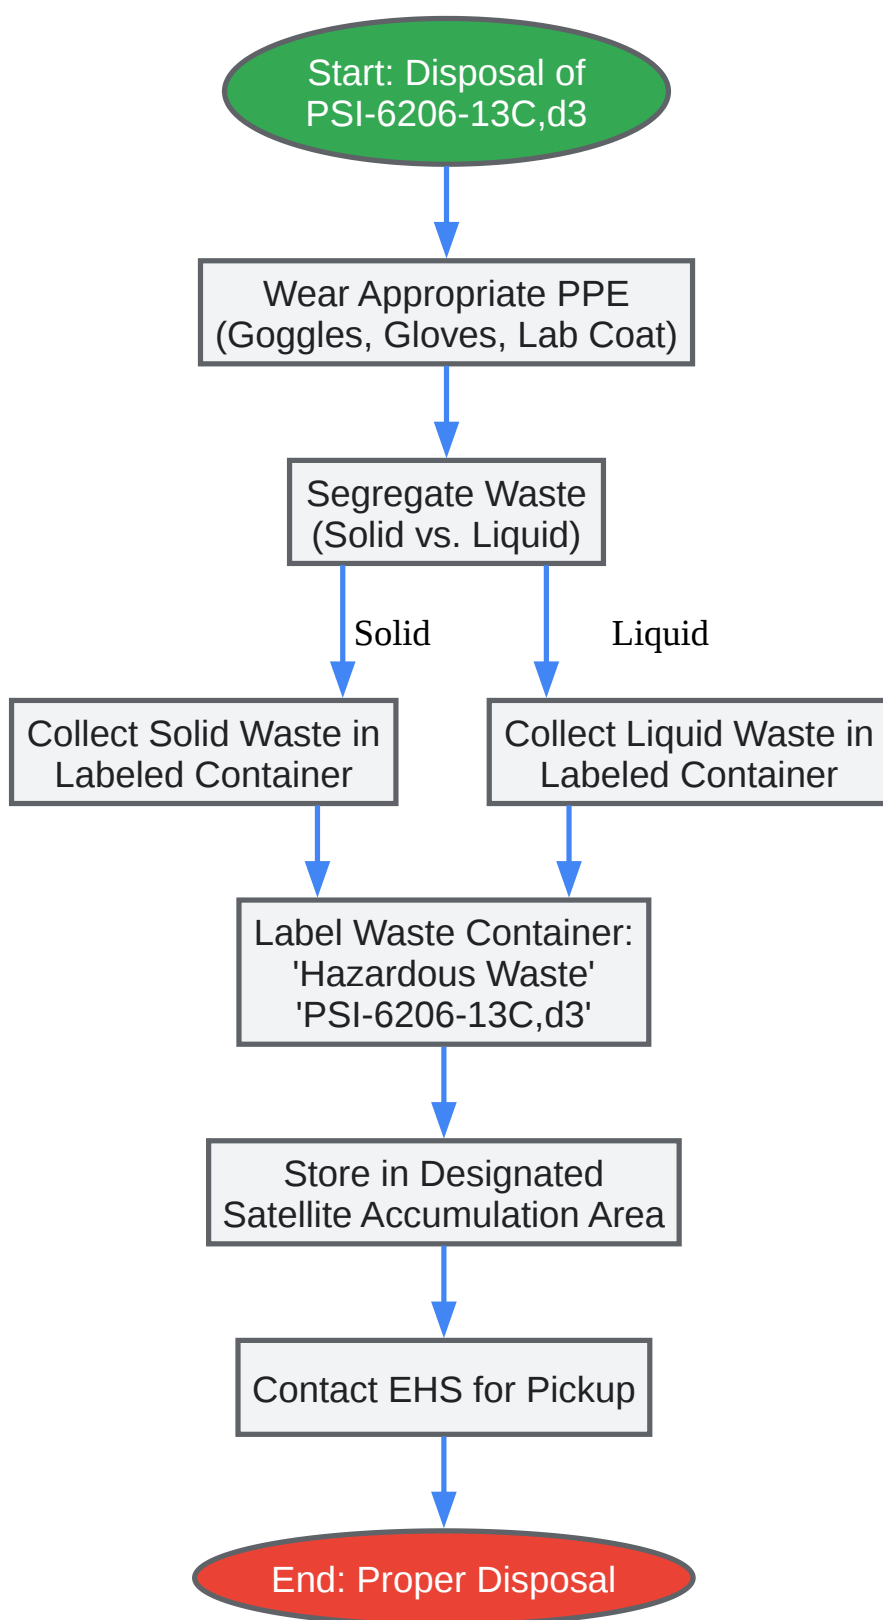 Start: Disposal of
PSI-6206-13C,d3
Wear Appropriate PPE
(Goggles, Gloves, Lab Coat)
Segregate Waste
(Solid vs. Liquid)
Solid
Liquid
Collect Solid Waste in
Labeled Container
Collect Liquid Waste in
Labeled Container
Label Waste Container:
'Hazardous Waste'
'PSI-6206-13C,d3'
Store in Designated
Satellite Accumulation Area
Contact EHS for Pickup
End: Proper Disposal